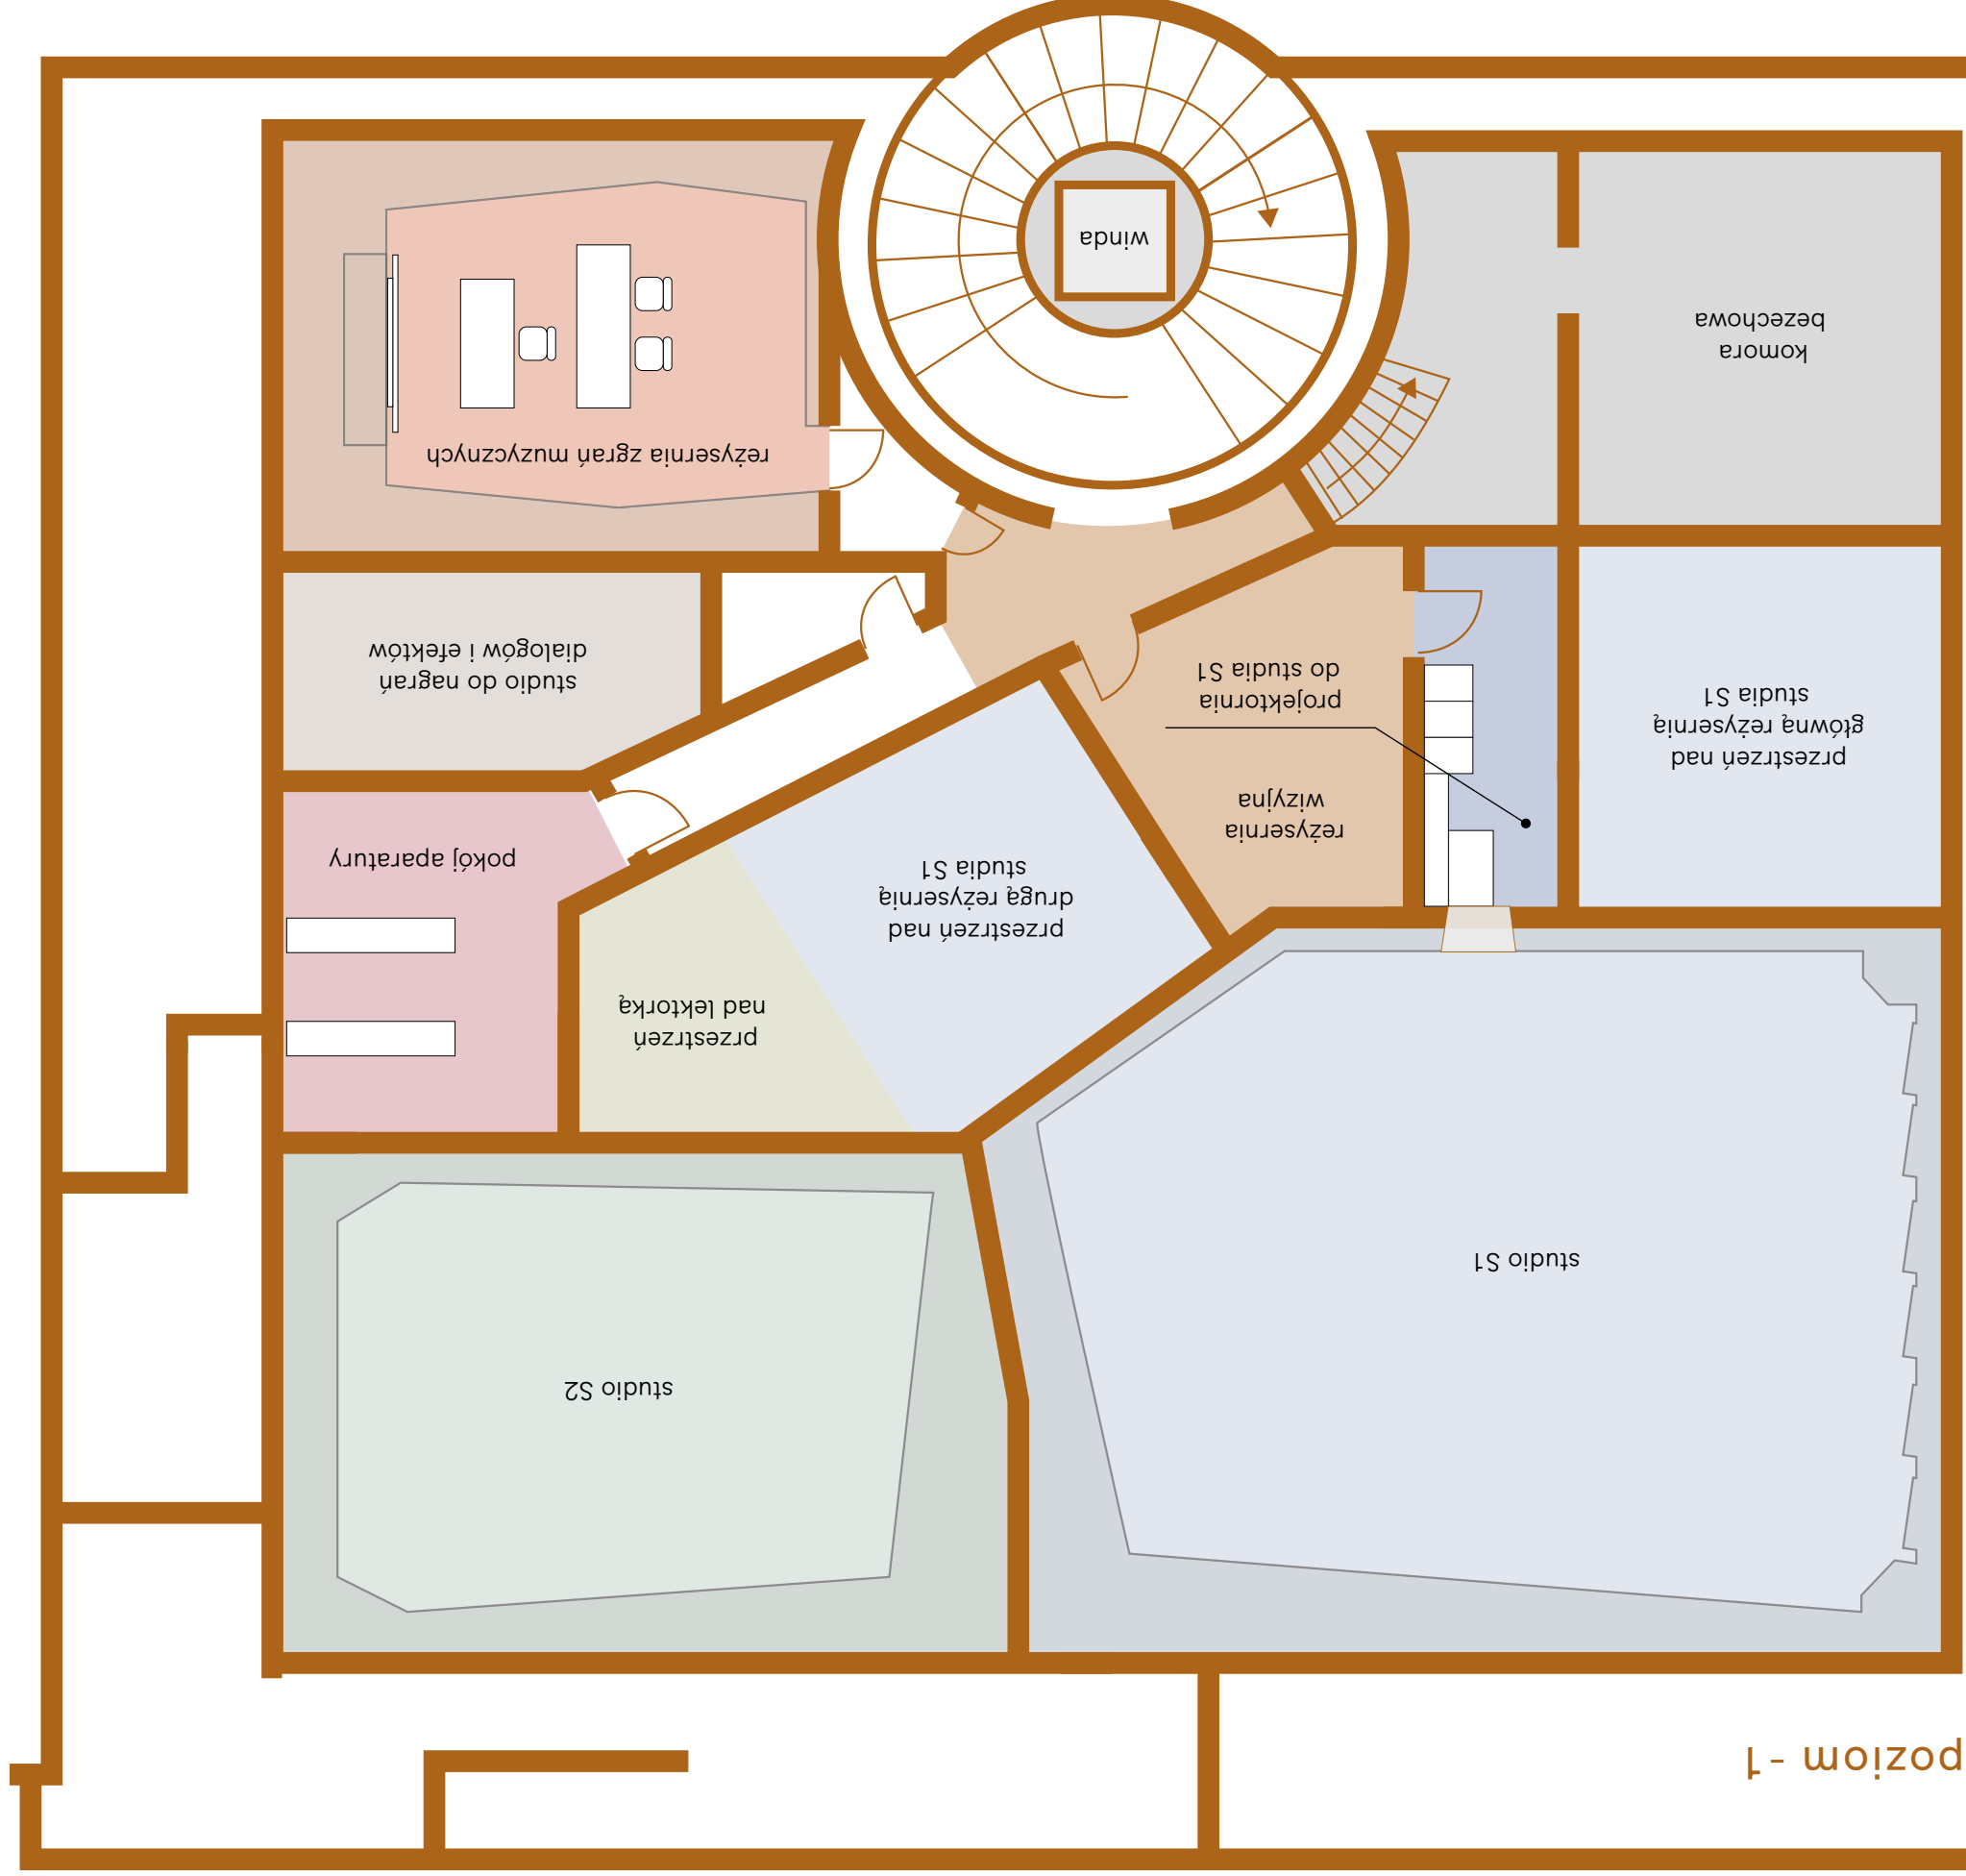 poziom -1
studio S2
studio S1
przestrzeń
nad lektorką
przestrzeń nad
drugą reżysernią
studia S1
pokój aparatury
reżysernia
wizyjna
przestrzeń nad
główną reżysernią
studia S1
projektornia
do studia S1
studio do nagrań
dialogów i efektów
reżysernia zgrań muzycznych
komora
bezechowa
winda